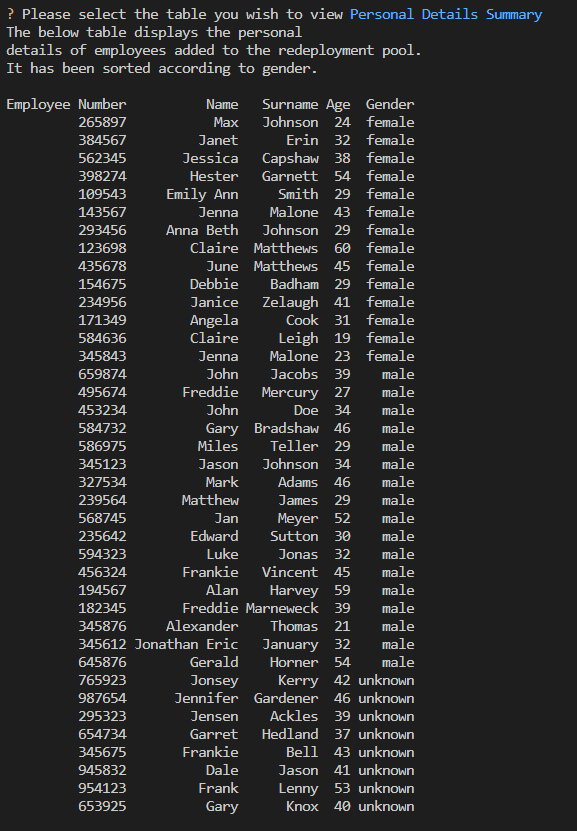 ? Please select the table you wish to view Personal Details Summary
The below table displays the personal
details of employees added to the redeployment pool.
It has been sorted according to gender.
Employee Number Name Surname Age Gender
265897 Max Johnson 24 female
384567 Janet Erin 32 female
562345 Jessica Capshaw 38 female
398274 Hester Garnett 54 female
109543 Emily Ann Smith 29 female
143567 Jenna Malone 43 female
293456 Anna Beth Johnson 29 female
123698 Claire Matthews 60 female
435678 June Matthews 45 female
154675 Debbie Badham 29 female
234956 Janice Zelaugh 41 female
171349 Angela Cook 31 female
584636 Claire Leigh 19 female
345843 Jenna Malone 23 female
659874 John Jacobs 39 male
495674 Freddie Mercury 27 male
453234 John Doe 34 male
584732 Gary Bradshaw 46 male
586975 Miles Teller 29 male
345123 Jason Johnson 34 male
327534 Mark Adams 46 male
239564 Matthew James 29 male
568745 Jan Meyer 52 male
235642 Edward Sutton 30 male
594323 Luke Jonas 32 male
456324 Frankie Vincent 45 male
194567 Alan Harvey 59 male
182345 Freddie Marneweck 39 male
345876 Alexander Thomas 21 male
345612 Jonathan Eric January 32 male
645876 Gerald Horner 54 male
765923 Jonsey Kerry 42 unknown
987654 Jennifer Gardener 46 unknown
295323 Jensen Ackles 39 unknown
654734 Garret Hedland 37 unknown
345675 Frankie Bell 43 unknown
945832 Dale Jason 41 unknown
954123 Frank Lenny 53 unknown
653925 Gary Knox 40 unknown